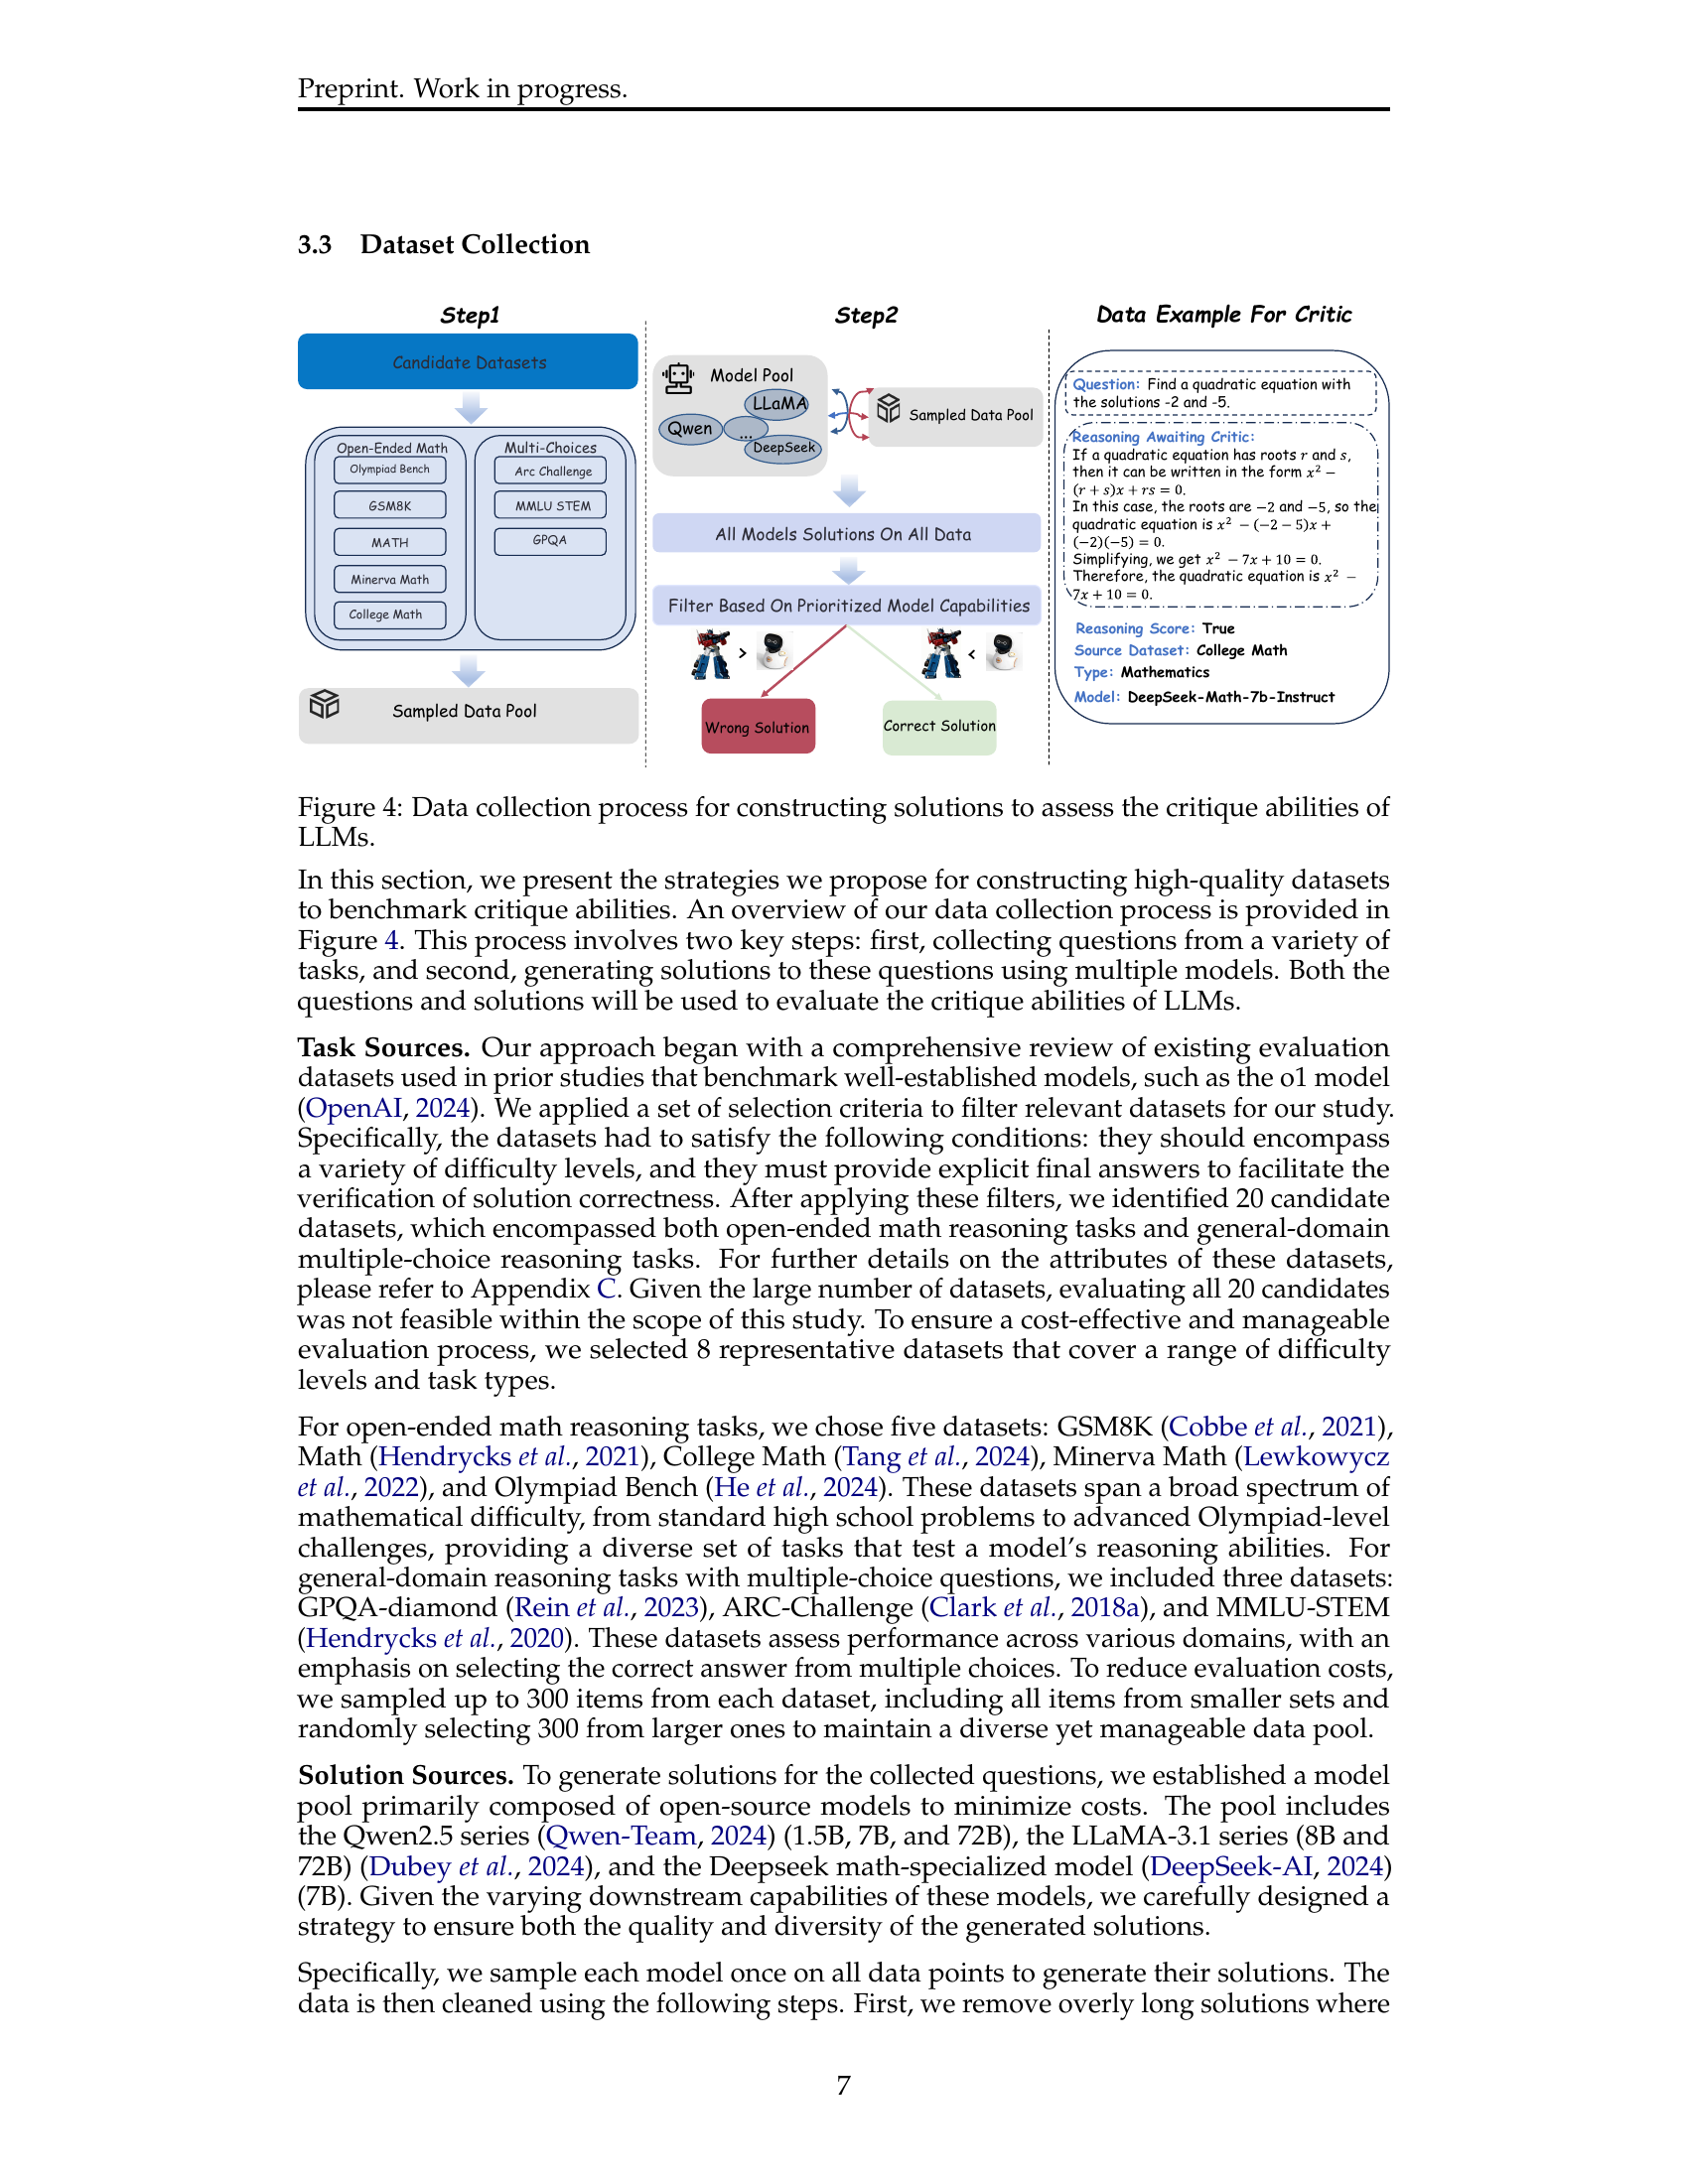 Preprint. Work in progress.
3.3 Dataset Collection
Step1
Candidate Datasets
Open-Ended Math
Olympiad Bench
GSM8K
MATH
Minerva Math
College Math
Multi-Choices
Arc Challenge
MMLU STEM
GPQA
Sampled Data Pool
Step2
Model Pool
LLaMA
Qwen
...
DeepSeek
Sampled Data Pool
All Models Solutions On All Data
Filter Based On Prioritized Model Capabilities
>
<
Wrong Solution
Correct Solution
Data Example For Critic
Question: Find a quadratic equation with
the solutions -2 and -5.
Reasoning Awaiting Critic:
If a quadratic equation has roots r and s,
then it can be written in the form x² −
(r + s)x + rs = 0.
In this case, the roots are −2 and −5, so the
quadratic equation is x² − (−2 − 5)x +
(−2)(−5) = 0.
Simplifying, we get x² − 7x + 10 = 0.
Therefore, the quadratic equation is x² −
7x + 10 = 0.
Reasoning Score: True
Source Dataset: College Math
Type: Mathematics
Model: DeepSeek-Math-7b-Instruct
Figure 4: Data collection process for constructing solutions to assess the critique abilities of
LLMs.
In this section, we present the strategies we propose for constructing high-quality datasets
to benchmark critique abilities. An overview of our data collection process is provided in
Figure 4. This process involves two key steps: first, collecting questions from a variety of
tasks, and second, generating solutions to these questions using multiple models. Both the
questions and solutions will be used to evaluate the critique abilities of LLMs.
Task Sources. Our approach began with a comprehensive review of existing evaluation
datasets used in prior studies that benchmark well-established models, such as the o1 model
(OpenAI, 2024). We applied a set of selection criteria to filter relevant datasets for our study.
Specifically, the datasets had to satisfy the following conditions: they should encompass
a variety of difficulty levels, and they must provide explicit final answers to facilitate the
verification of solution correctness. After applying these filters, we identified 20 candidate
datasets, which encompassed both open-ended math reasoning tasks and general-domain
multiple-choice reasoning tasks. For further details on the attributes of these datasets,
please refer to Appendix C. Given the large number of datasets, evaluating all 20 candidates
was not feasible within the scope of this study. To ensure a cost-effective and manageable
evaluation process, we selected 8 representative datasets that cover a range of difficulty
levels and task types.
For open-ended math reasoning tasks, we chose five datasets: GSM8K (Cobbe et al., 2021),
Math (Hendrycks et al., 2021), College Math (Tang et al., 2024), Minerva Math (Lewkowycz
et al., 2022), and Olympiad Bench (He et al., 2024). These datasets span a broad spectrum of
mathematical difficulty, from standard high school problems to advanced Olympiad-level
challenges, providing a diverse set of tasks that test a model's reasoning abilities. For
general-domain reasoning tasks with multiple-choice questions, we included three datasets:
GPQA-diamond (Rein et al., 2023), ARC-Challenge (Clark et al., 2018a), and MMLU-STEM
(Hendrycks et al., 2020). These datasets assess performance across various domains, with an
emphasis on selecting the correct answer from multiple choices. To reduce evaluation costs,
we sampled up to 300 items from each dataset, including all items from smaller sets and
randomly selecting 300 from larger ones to maintain a diverse yet manageable data pool.
Solution Sources. To generate solutions for the collected questions, we established a model
pool primarily composed of open-source models to minimize costs. The pool includes
the Qwen2.5 series (Qwen-Team, 2024) (1.5B, 7B, and 72B), the LLaMA-3.1 series (8B and
72B) (Dubey et al., 2024), and the Deepseek math-specialized model (DeepSeek-AI, 2024)
(7B). Given the varying downstream capabilities of these models, we carefully designed a
strategy to ensure both the quality and diversity of the generated solutions.
Specifically, we sample each model once on all data points to generate their solutions. The
data is then cleaned using the following steps. First, we remove overly long solutions where
7